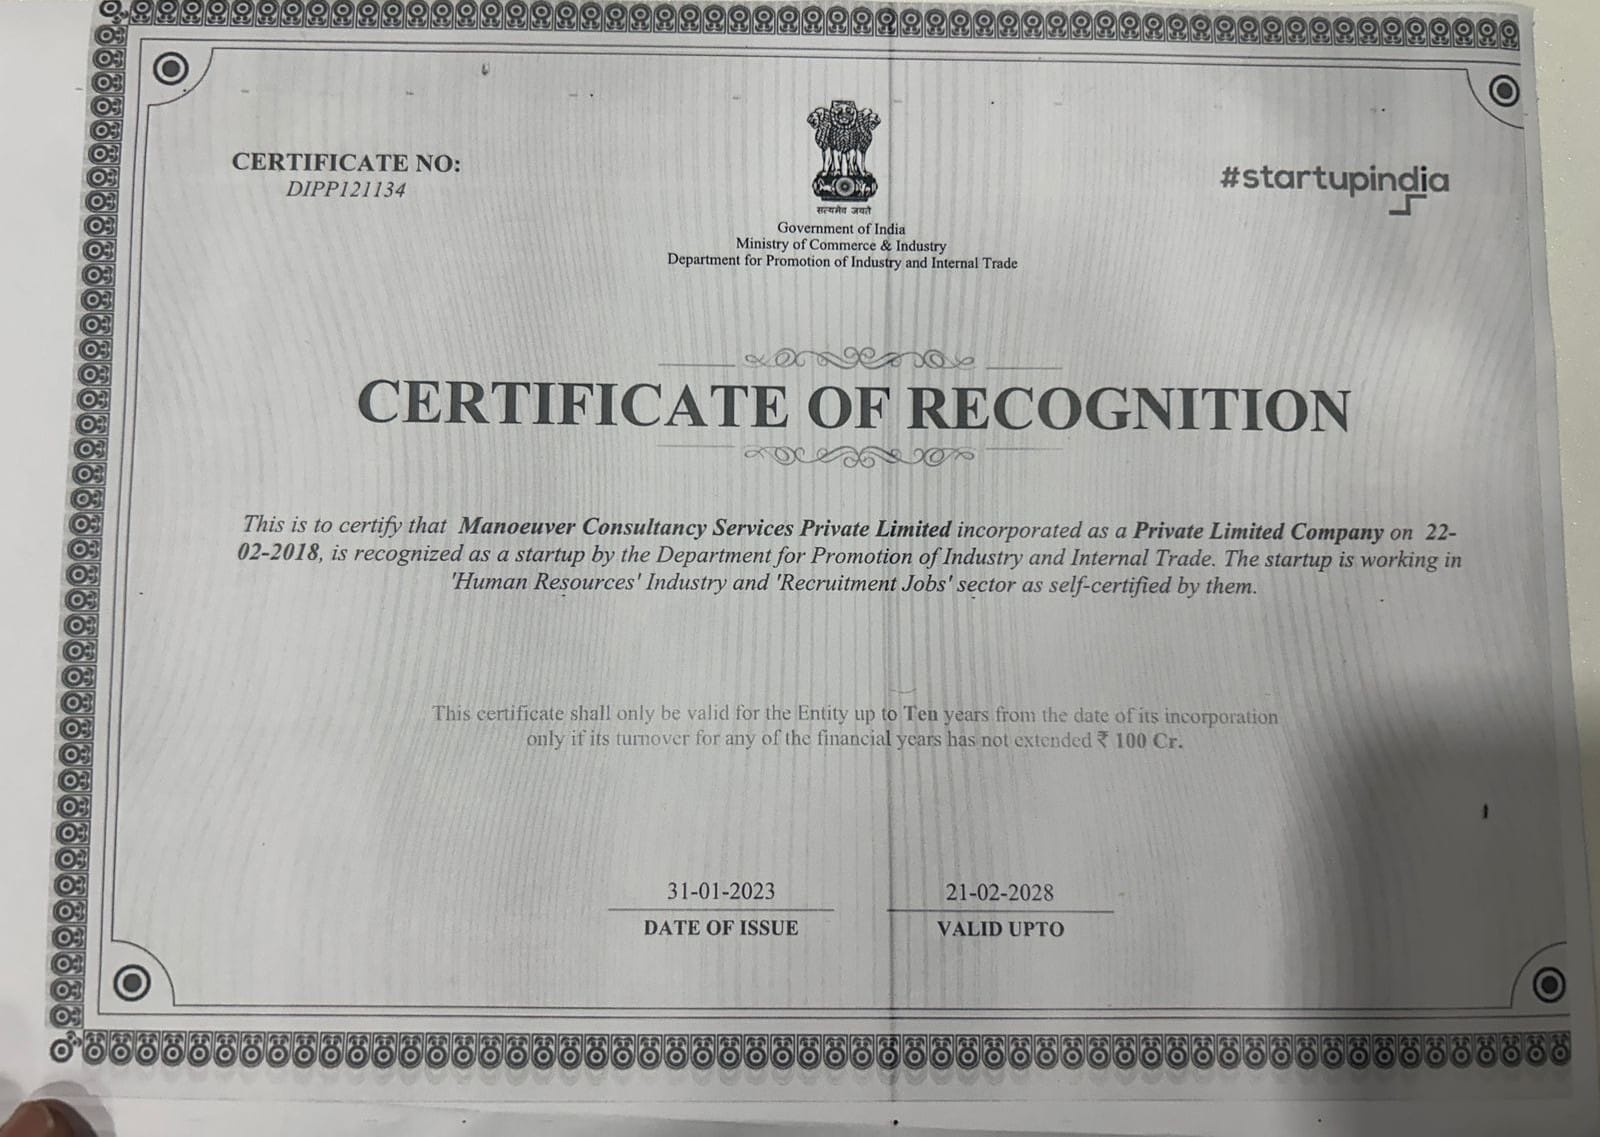 CERTIFICATE NO:
DIPP121134
#startupindia
सत्यमेव जयते
Government of India
Ministry of Commerce & Industry
Department for Promotion of Industry and Internal Trade
CERTIFICATE OF RECOGNITION
This is to certify that Manoeuver Consultancy Services Private Limited incorporated as a Private Limited Company on 22-
02-2018, is recognized as a startup by the Department for Promotion of Industry and Internal Trade. The startup is working in
'Human Resources' Industry and 'Recruitment Jobs' sector as self-certified by them.
This certificate shall only be valid for the Entity up to Ten years from the date of its incorporation
only if its turnover for any of the financial years has not extended ₹ 100 Cr.
31-01-2023
DATE OF ISSUE
21-02-2028
VALID UPTO